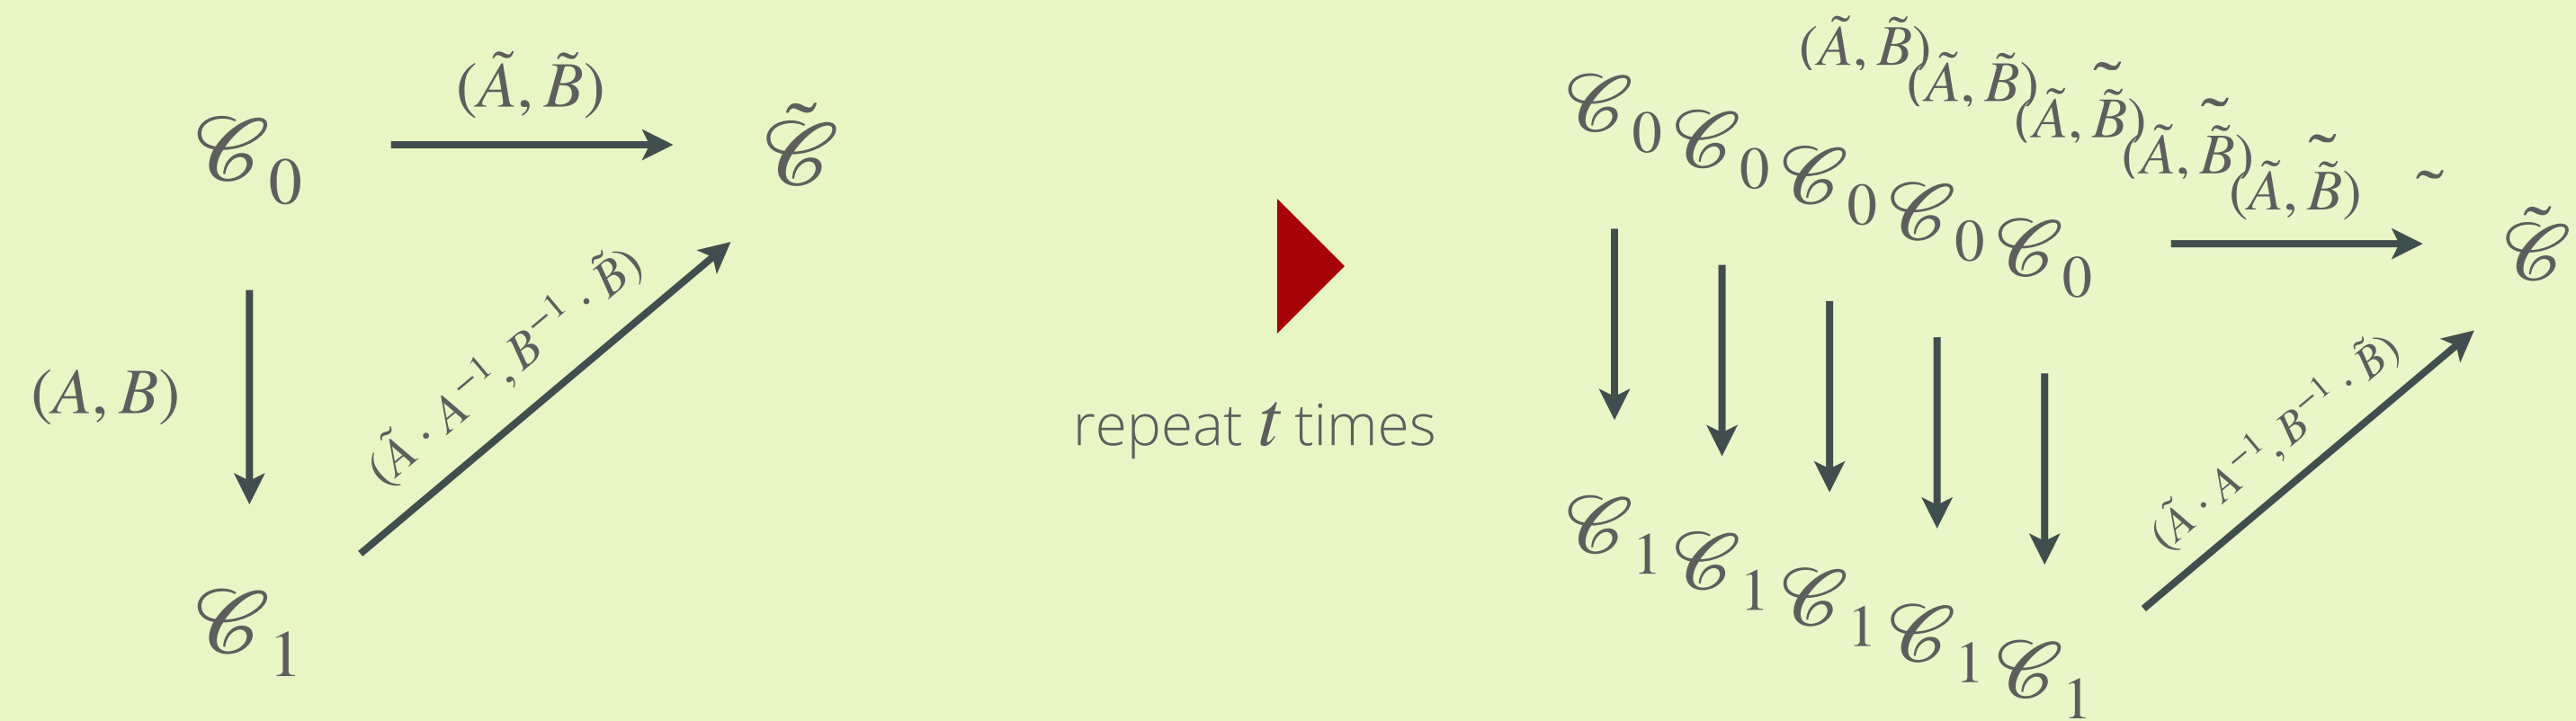 (Ã, B̃)
𝒞₀ 𝒞̃
(A, B)
(Ã · A⁻¹, B⁻¹ · B̃)
𝒞₁
repeat t times
(Ã, B̃)
(Ã, B̃)
(Ã, B̃)
(Ã, B̃)
(Ã, B̃)
𝒞₀ 𝒞₀ 𝒞₀ 𝒞₀ 𝒞₀ 𝒞̃
(Ã · A⁻¹, B⁻¹ · B̃)
𝒞₁ 𝒞₁ 𝒞₁ 𝒞₁ 𝒞₁